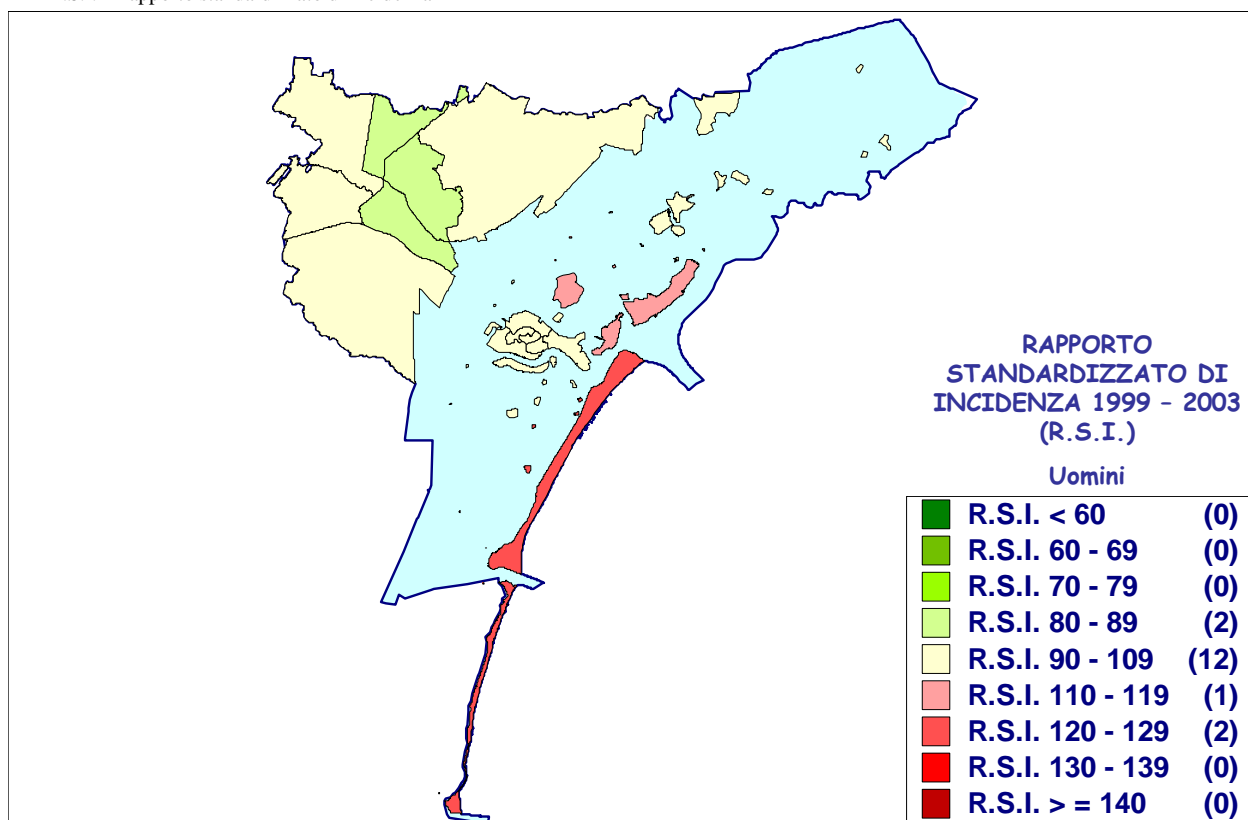 RAPPORTO
STANDARDIZZATO DI
INCIDENZA 1999 – 2003
(R.S.I.)
Uomini
R.S.I. < 60 (0)
R.S.I. 60 - 69 (0)
R.S.I. 70 - 79 (0)
R.S.I. 80 - 89 (2)
R.S.I. 90 - 109 (12)
R.S.I. 110 - 119 (1)
R.S.I. 120 - 129 (2)
R.S.I. 130 - 139 (0)
R.S.I. > = 140 (0)